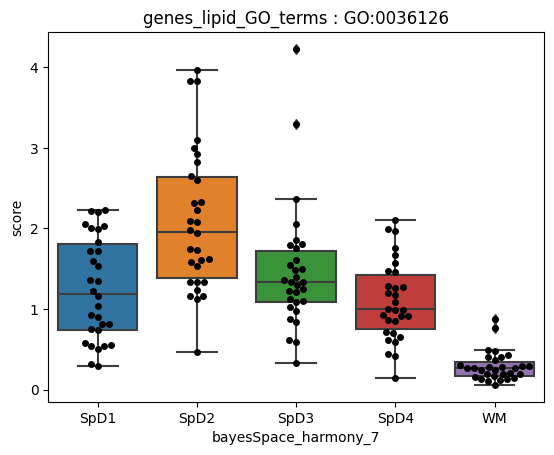 genes_lipid_GO_terms : GO:0036126
score
4
3
2
1
0
SpD1 SpD2 SpD3 SpD4 WM
bayesSpace_harmony_7